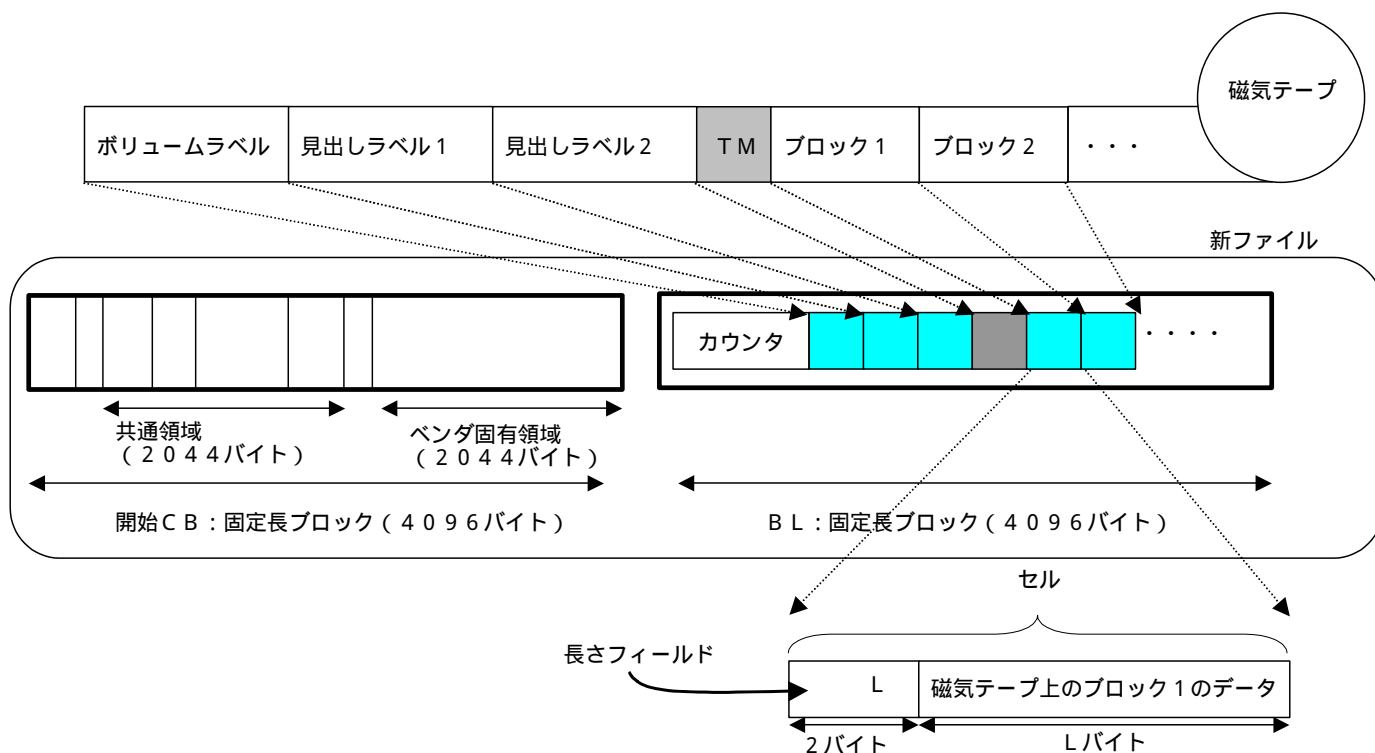 磁気テープ
ボリュームラベル
見出しラベル1
見出しラベル2
TM
ブロック1
ブロック2
・・・
新ファイル
カウンタ
・・・・
共通領域
(2044バイト)
ベンダ固有領域
(2044バイト)
開始CB:固定長ブロック(4096バイト)
BL:固定長ブロック(4096バイト)
セル
長さフィールド
L
磁気テープ上のブロック1のデータ
2バイト
Lバイト